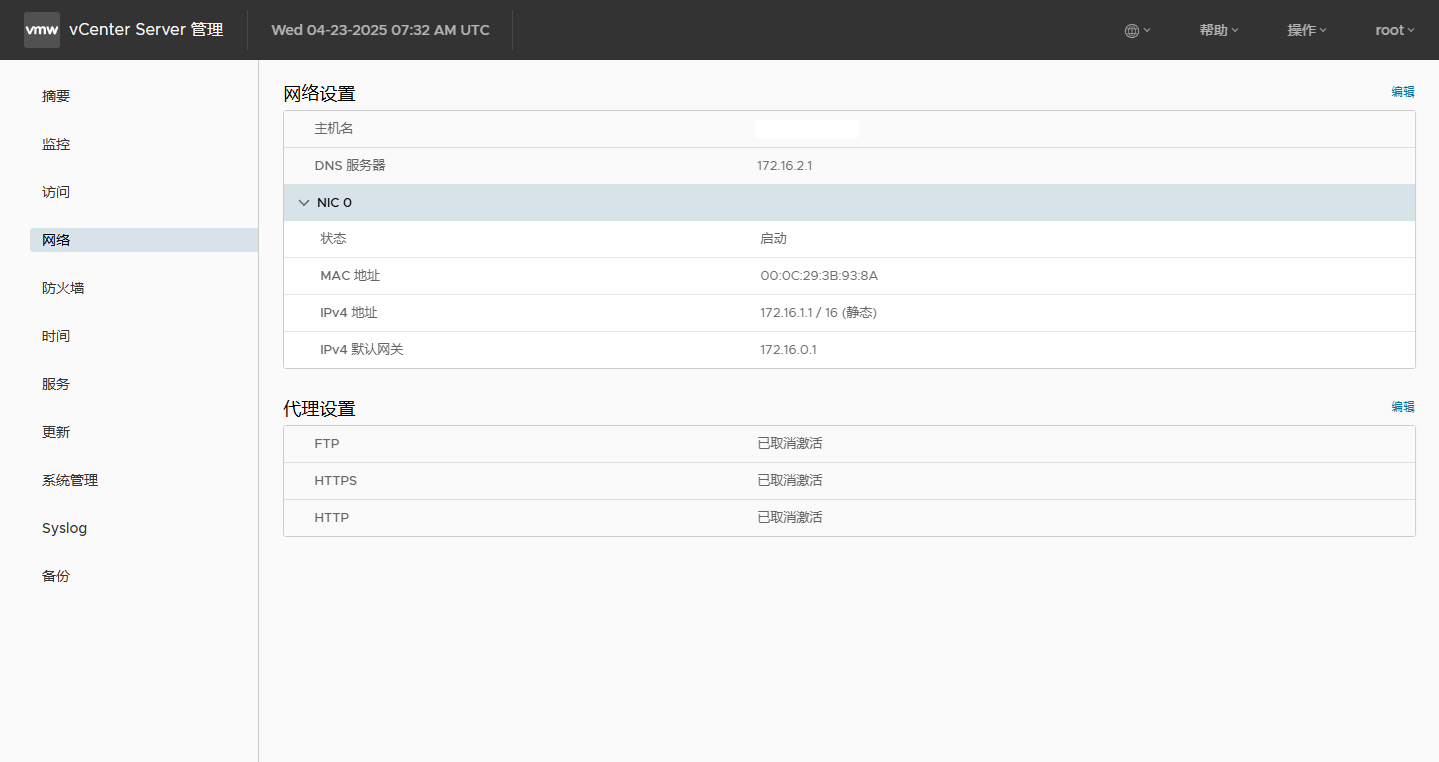 vmw vCenter Server 管理 Wed 04-23-2025 07:32 AM UTC 帮助 操作 root
摘要
监控
访问
网络
防火墙
时间
服务
更新
系统管理
Syslog
备份
网络设置 编辑
主机名
DNS 服务器 172.16.2.1
NIC 0
状态 启动
MAC 地址 00:0C:29:3B:93:8A
IPv4 地址 172.16.1.1 / 16 (静态)
IPv4 默认网关 172.16.0.1
代理设置 编辑
FTP 已取消激活
HTTPS 已取消激活
HTTP 已取消激活